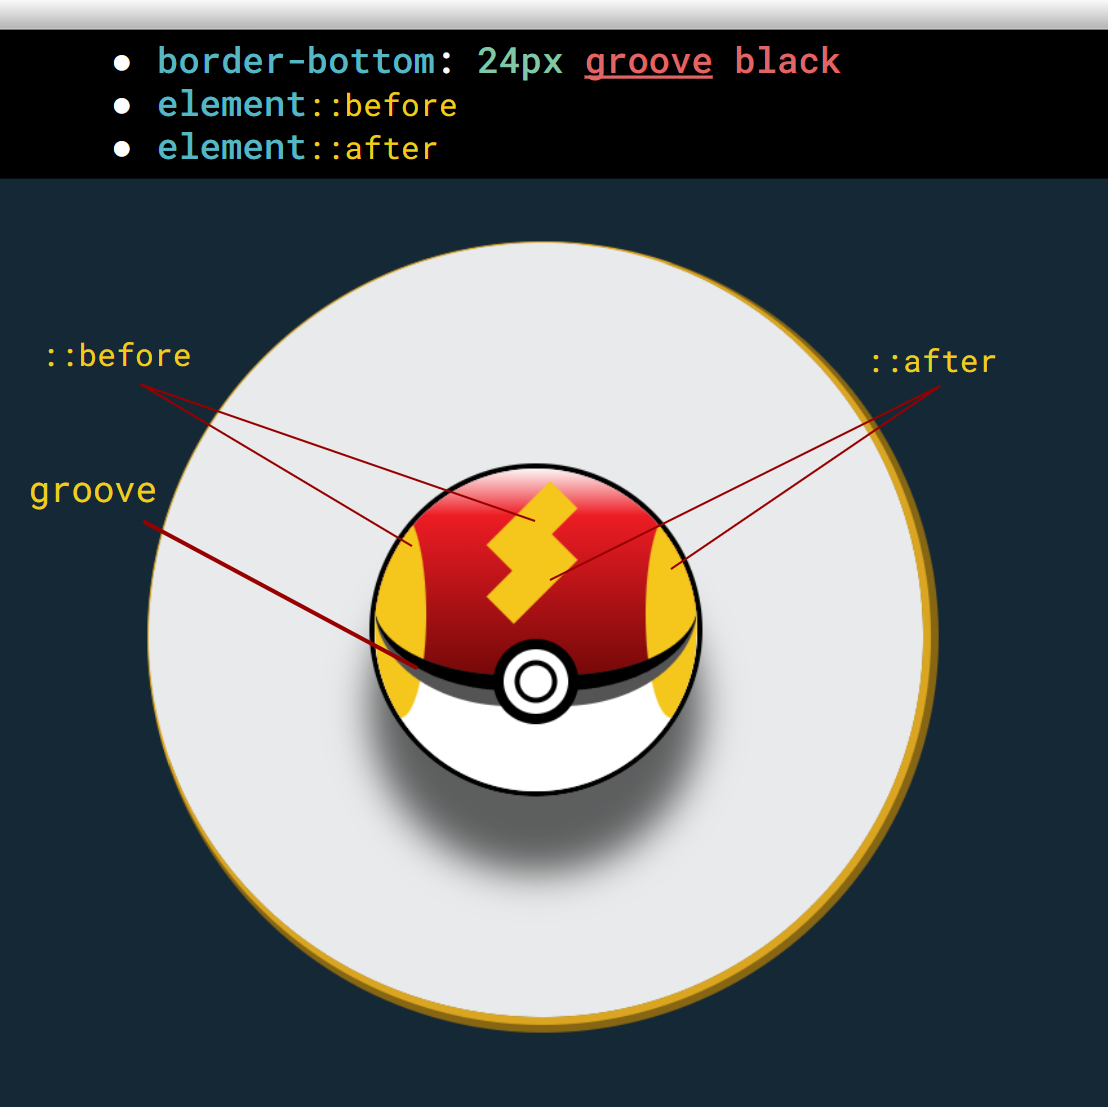 border-bottom: 24px groove black
element::before
element::after
::before
::after
groove